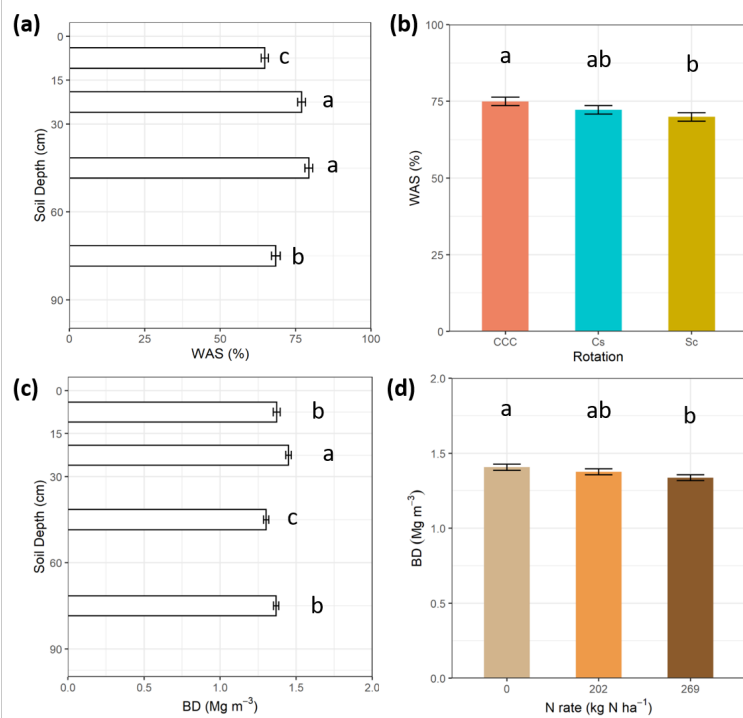 (a)
0
15
30
60
90
Soil Depth (cm)
c
a
a
b
0 25 50 75 100
WAS (%)
(b)
100
75
50
25
0
WAS (%)
a ab b
CCC Cs Sc
Rotation
(c)
0
15
30
60
90
Soil Depth (cm)
b
a
c
b
0.0 0.5 1.0 1.5 2.0
BD (Mg m⁻³)
(d)
2.0
1.5
1.0
0.5
0.0
BD (Mg m⁻³)
a ab b
0 202 269
N rate (kg N ha⁻¹)